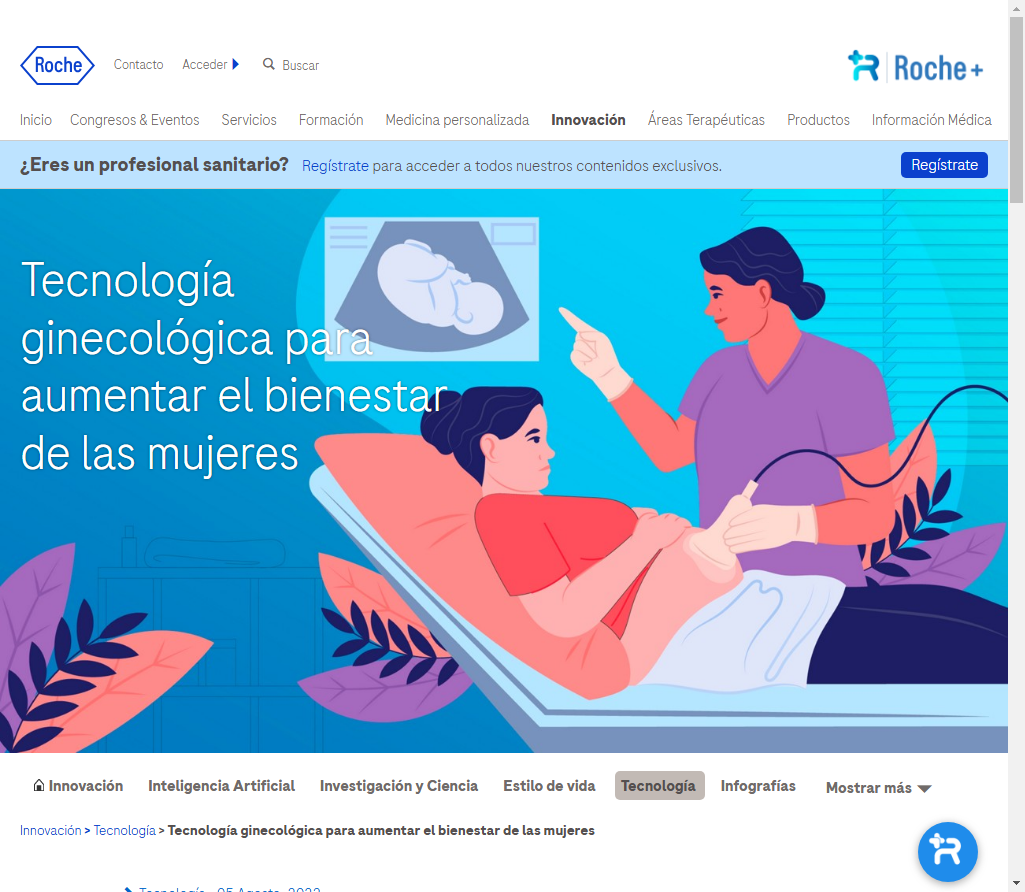 Roche
Contacto
Acceder
Buscar
Roche+
Inicio
Congresos & Eventos
Servicios
Formación
Medicina personalizada
Innovación
Áreas Terapéuticas
Productos
Información Médica
¿Eres un profesional sanitario?
Regístrate para acceder a todos nuestros contenidos exclusivos.
Regístrate
Tecnología
ginecológica para
aumentar el bienestar
de las mujeres
Innovación
Inteligencia Artificial
Investigación y Ciencia
Estilo de vida
Tecnología
Infografías
Mostrar más
Innovación > Tecnología > Tecnología ginecológica para aumentar el bienestar de las mujeres